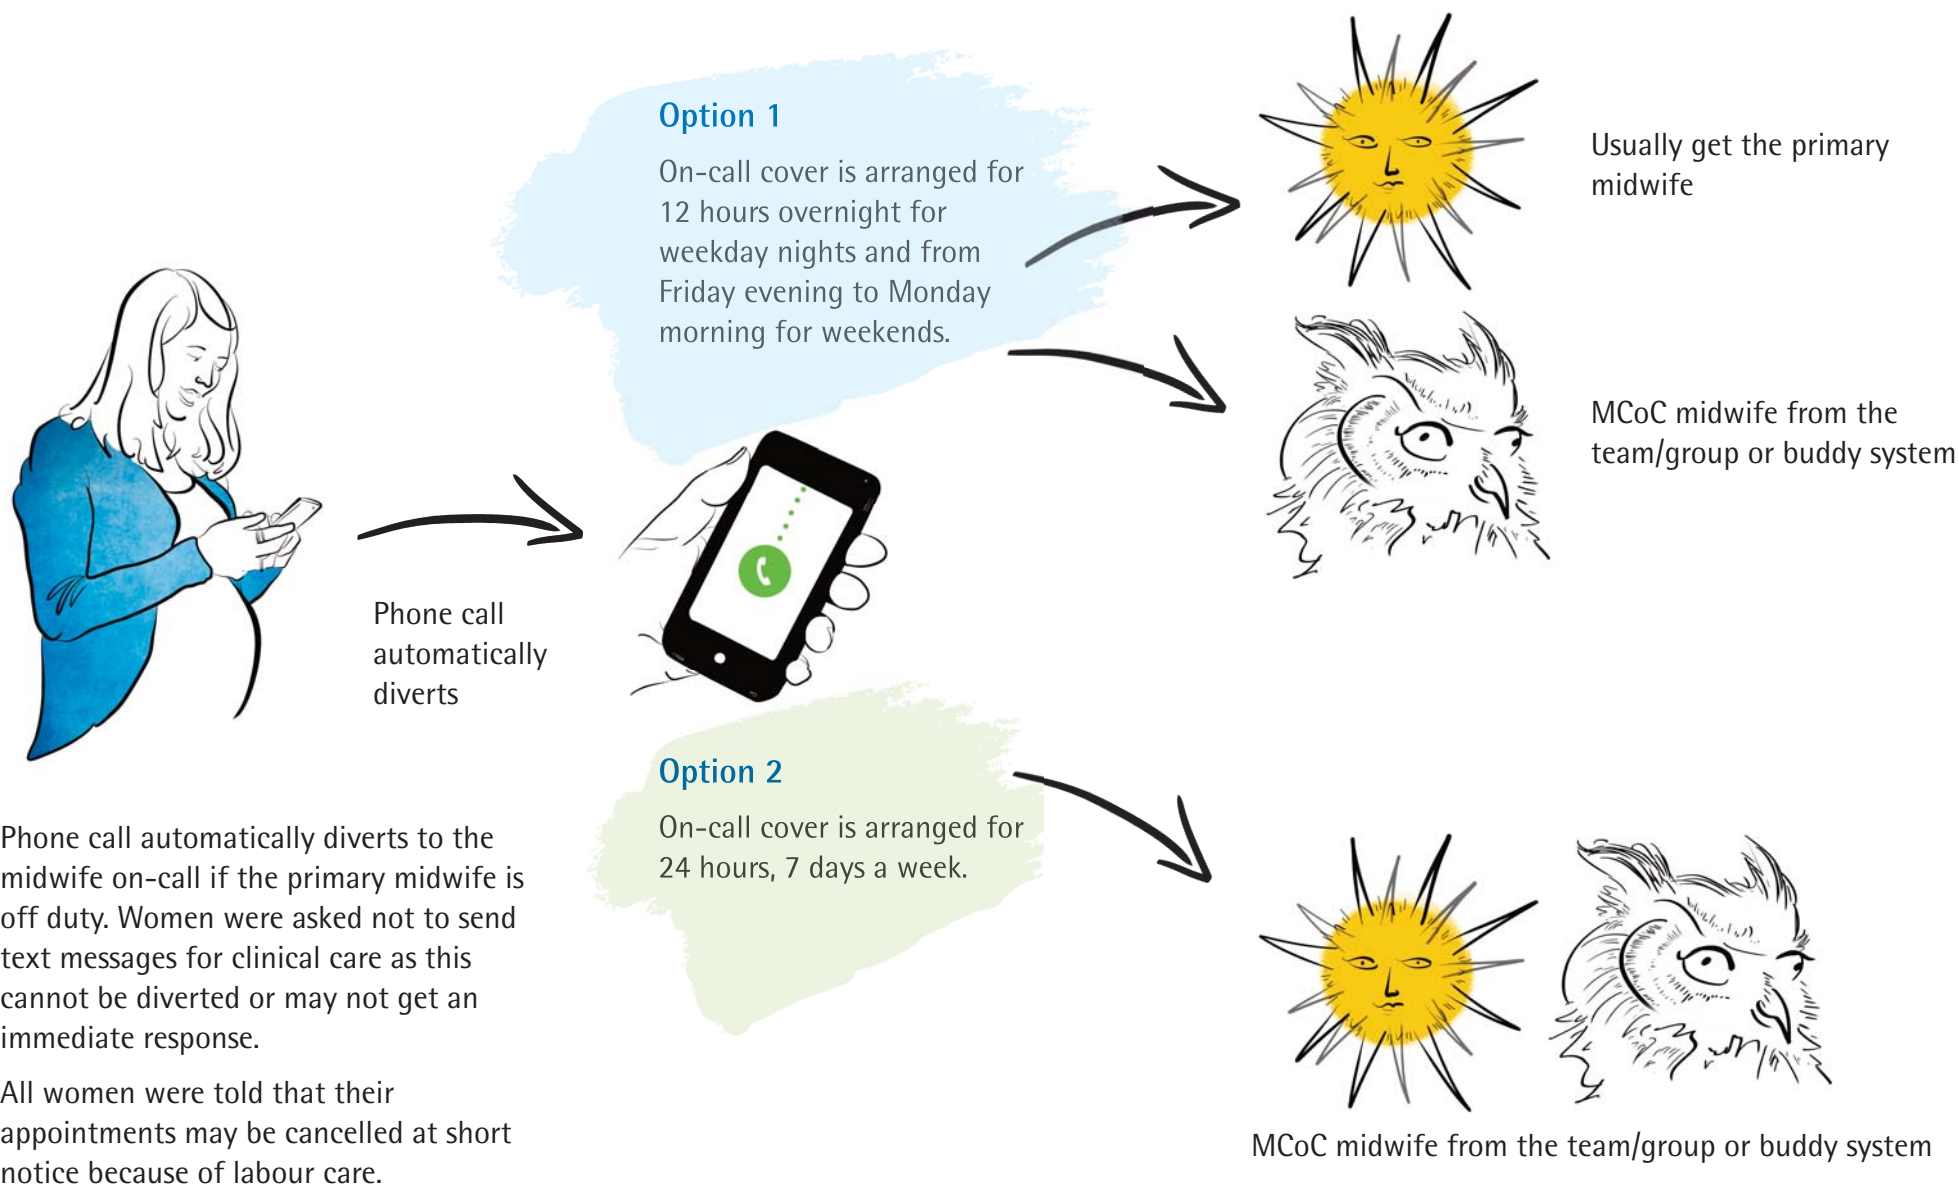 Option 1
On-call cover is arranged for
12 hours overnight for
weekday nights and from
Friday evening to Monday
morning for weekends.
Usually get the primary
midwife
MCoC midwife from the
team/group or buddy system
Phone call
automatically
diverts
Option 2
On-call cover is arranged for
24 hours, 7 days a week.
Phone call automatically diverts to the
midwife on-call if the primary midwife is
off duty. Women were asked not to send
text messages for clinical care as this
cannot be diverted or may not get an
immediate response.
All women were told that their
appointments may be cancelled at short
notice because of labour care.
MCoC midwife from the team/group or buddy system